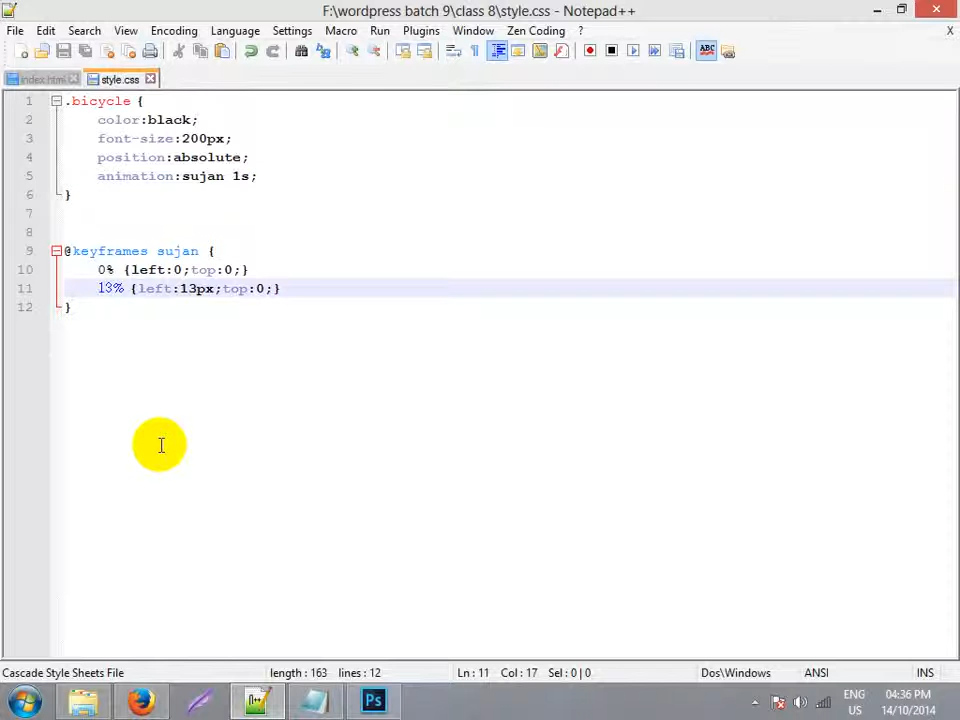 F:\wordpress batch 9\class 8\style.css - Notepad++
File Edit Search View Encoding Language Settings Macro Run Plugins Window Zen Coding ? X
ABC
index.html style.css
1 .bicycle {
2 color:black;
3 font-size:200px;
4 position:absolute;
5 animation:sujan 1s;
6 }
7
8
9 @keyframes sujan {
10 0% {left:0;top:0;}
11 13% {left:13px;top:0;}
12 }
Cascade Style Sheets File length : 163 lines : 12 Ln : 11 Col : 17 Sel : 0 | 0 Dos\Windows ANSI INS
Ps
ENG 04:36 PM
US 14/10/2014